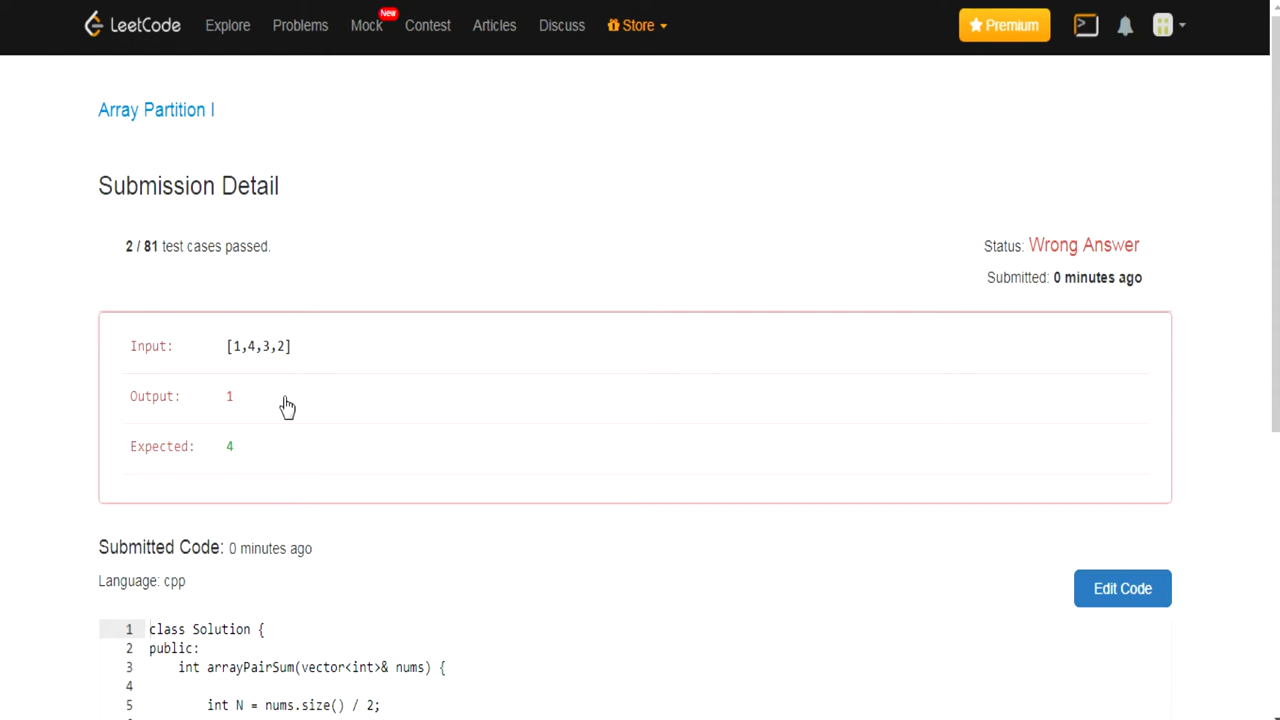 LeetCode Explore Problems Mock New Contest Articles Discuss Store Premium
Array Partition I
Submission Detail
2 / 81 test cases passed.
Status: Wrong Answer
Submitted: 0 minutes ago
Input: [1,4,3,2]
Output: 1
Expected: 4
Submitted Code: 0 minutes ago
Language: cpp
Edit Code
1 class Solution {
2 public:
3 int arrayPairSum(vector<int>& nums) {
4
5 int N = nums.size() / 2;